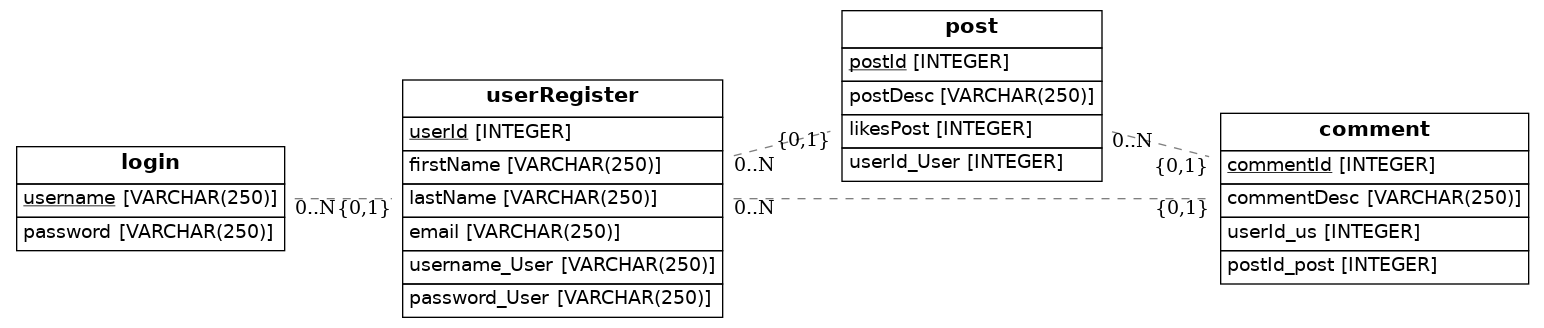 login
username [VARCHAR(250)]
password [VARCHAR(250)]
0..N
{0,1}
userRegister
userId [INTEGER]
firstName [VARCHAR(250)]
lastName [VARCHAR(250)]
email [VARCHAR(250)]
username_User [VARCHAR(250)]
password_User [VARCHAR(250)]
0..N
{0,1}
0..N
{0,1}
post
postId [INTEGER]
postDesc [VARCHAR(250)]
likesPost [INTEGER]
userId_User [INTEGER]
0..N
{0,1}
comment
commentId [INTEGER]
commentDesc [VARCHAR(250)]
userId_us [INTEGER]
postId_post [INTEGER]